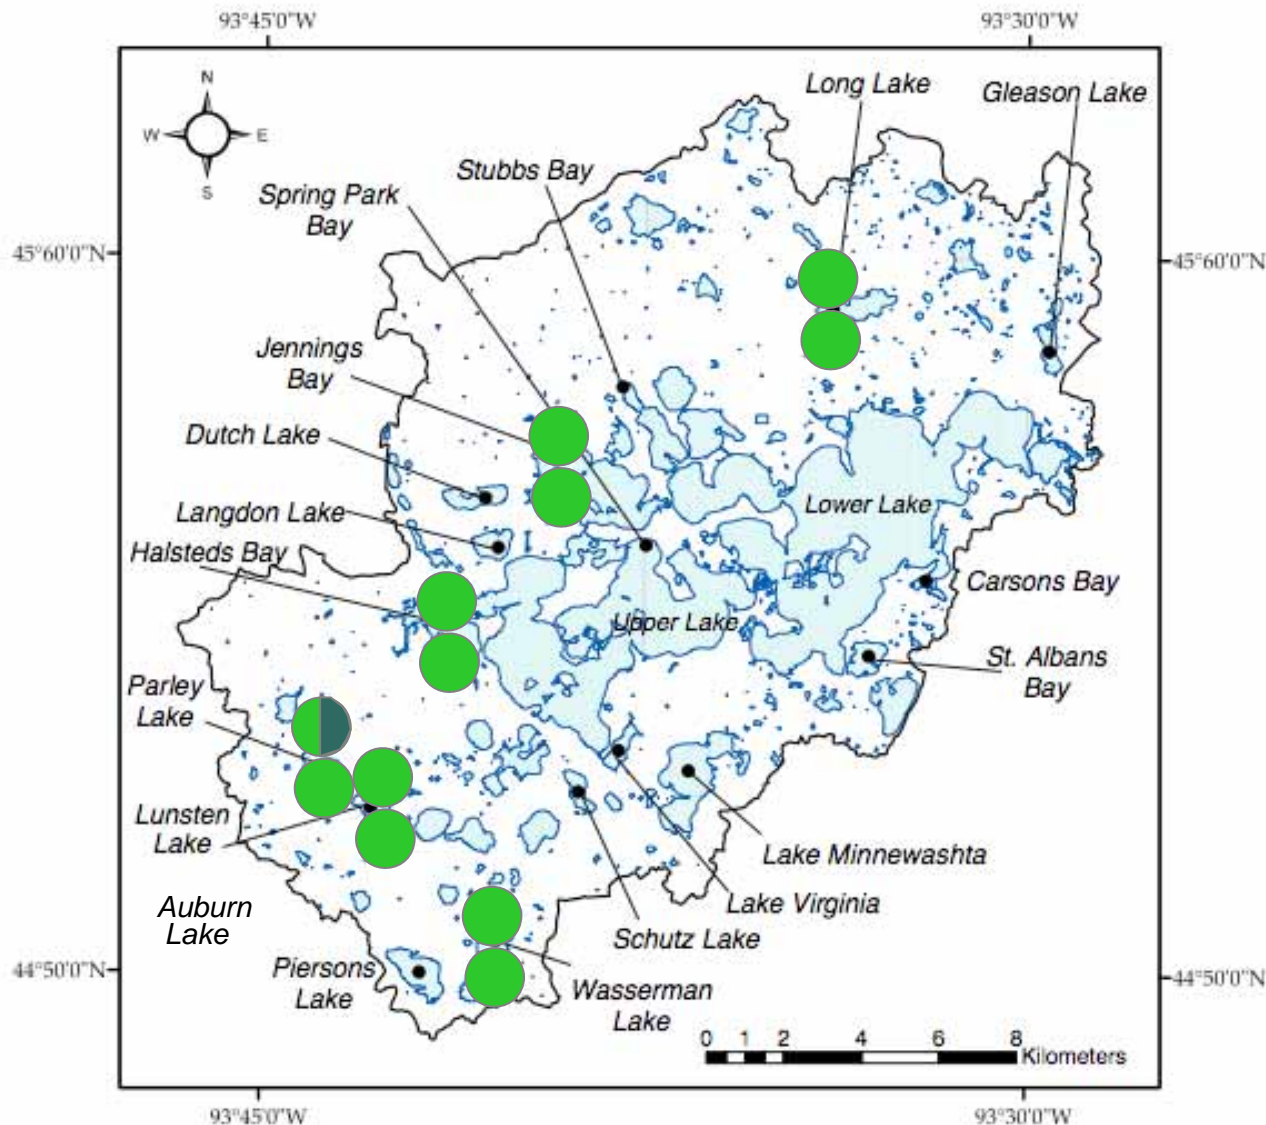 93°45'0"W
93°30'0"W
N
W
E
S
Long Lake
Gleason Lake
Stubbs Bay
Spring Park
Bay
45°60'0"N
45°60'0"N
Jennings
Bay
Dutch Lake
Langdon Lake
Lower Lake
Halsteds Bay
Carsons Bay
Upper Lake
St. Albans
Bay
Parley
Lake
Lunsten
Lake
Lake Minnewashta
Auburn
Lake
Lake Virginia
Schutz Lake
Piersons
Lake
44°50'0"N
44°50'0"N
Wasserman
Lake
0 1 2 4 6 8
Kilometers
93°45'0"W
93°30'0"W